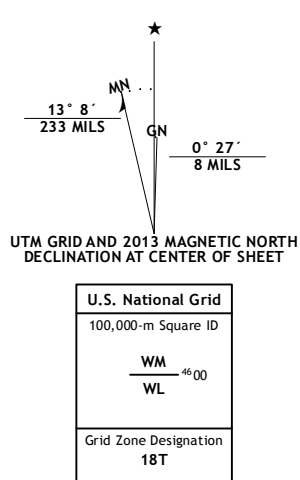 ★
MN
13° 8´
233 MILS
GN
0° 27´
8 MILS
UTM GRID AND 2013 MAGNETIC NORTH
DECLINATION AT CENTER OF SHEET
U.S. National Grid
100,000-m Square ID
WM
4600
WL
Grid Zone Designation
18T